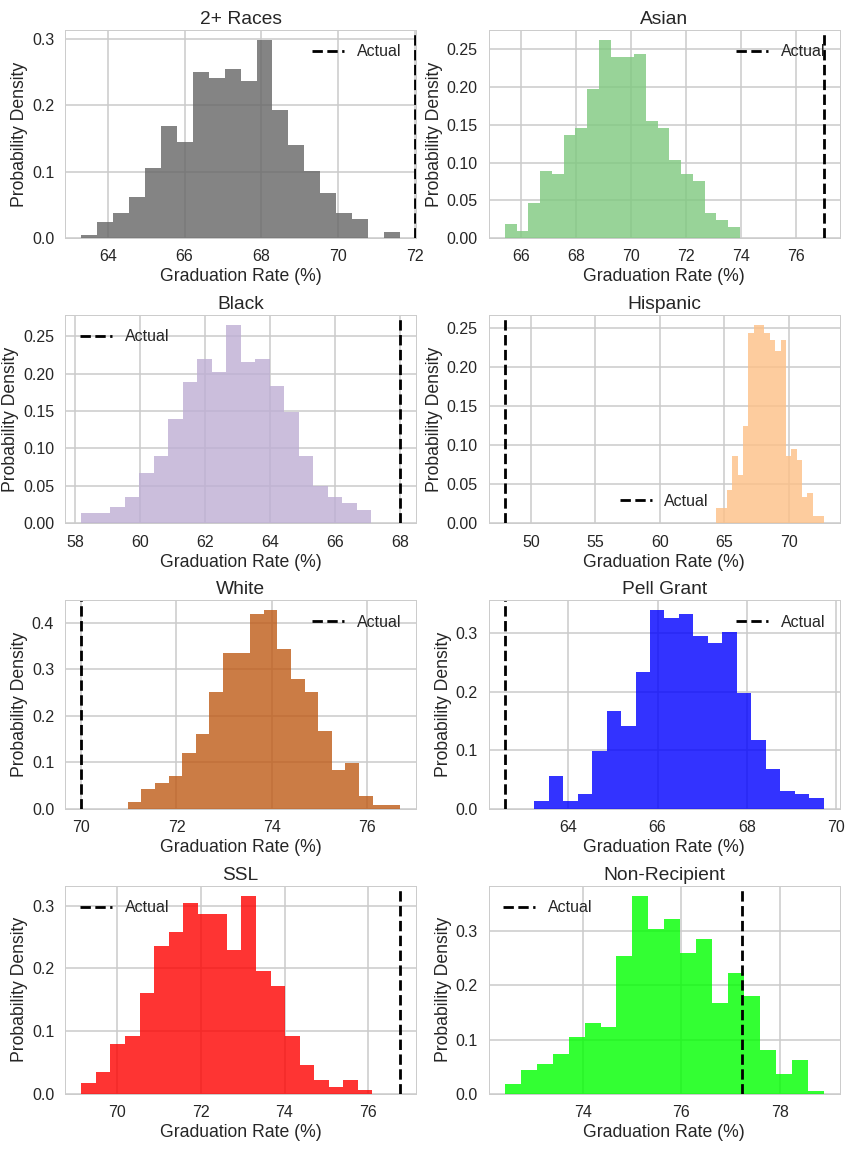 2+ Races
Probability Density
0.3
0.2
0.1
0.0
Actual
64 66 68 70 72
Graduation Rate (%)
Asian
Probability Density
0.25
0.20
0.15
0.10
0.05
0.00
Actual
66 68 70 72 74 76
Graduation Rate (%)
Black
Probability Density
0.25
0.20
0.15
0.10
0.05
0.00
Actual
58 60 62 64 66 68
Graduation Rate (%)
Hispanic
Probability Density
0.25
0.20
0.15
0.10
0.05
0.00
Actual
50 55 60 65 70
Graduation Rate (%)
White
Probability Density
0.4
0.3
0.2
0.1
0.0
Actual
70 72 74 76
Graduation Rate (%)
Pell Grant
Probability Density
0.3
0.2
0.1
0.0
Actual
64 66 68 70
Graduation Rate (%)
SSL
Probability Density
0.3
0.2
0.1
0.0
Actual
70 72 74 76
Graduation Rate (%)
Non-Recipient
Probability Density
0.3
0.2
0.1
0.0
Actual
74 76 78
Graduation Rate (%)